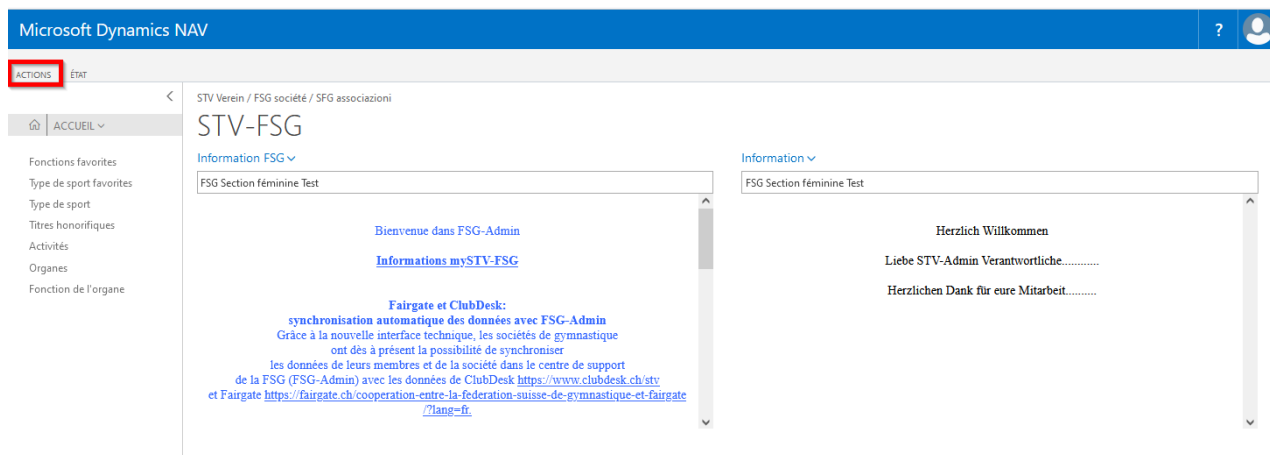 Microsoft Dynamics NAV
?
ACTIONS ÉTAT
STV Verein / FSG société / SFG associazioni
ACCUEIL
STV-FSG
Fonctions favorites
Type de sport favorites
Type de sport
Titres honorifiques
Activités
Organes
Fonction de l'organe
Information FSG
FSG Section féminine Test
Bienvenue dans FSG-Admin
Informations mySTV-FSG
Fairgate et ClubDesk:
synchronisation automatique des données avec FSG-Admin
Grâce à la nouvelle interface technique, les sociétés de gymnastique
ont dès à présent la possibilité de synchroniser
les données de leurs membres et de la société dans le centre de support
de la FSG (FSG-Admin) avec les données de ClubDesk https://www.clubdesk.ch/stv
et Fairgate https://fairgate.ch/cooperation-entre-la-federation-suisse-de-gymnastique-et-fairgate
/?lang=fr.
Information
FSG Section féminine Test
Herzlich Willkommen
Liebe STV-Admin Verantwortliche............
Herzlichen Dank für eure Mitarbeit..........